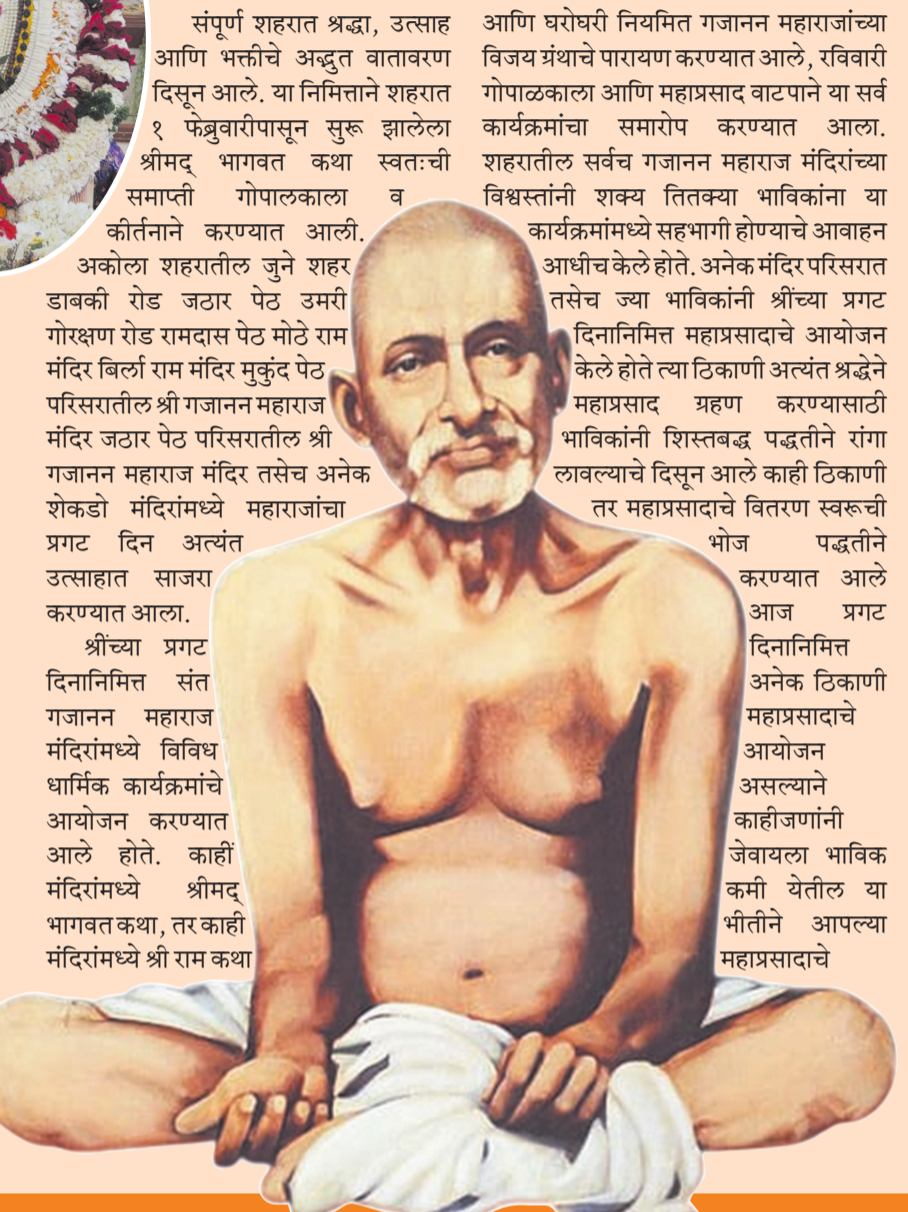 संपूर्ण शहरात श्रद्धा, उत्साह
आणि भक्तीचे अद्भुत वातावरण
दिसून आले. या निमित्ताने शहरात
१ फेब्रुवारीपासून सुरू झालेला
श्रीमद् भागवत कथा स्वतःची
समाप्ती गोपालकाला व
कीर्तनाने करण्यात आली.
अकोला शहरातील जुने शहर
डाबकी रोड जठार पेठ उमरी
गोरक्षण रोड रामदास पेठ मोठे राम
मंदिर बिर्ला राम मंदिर मुकुंद पेठ
परिसरातील श्री गजानन महाराज
मंदिर जठार पेठ परिसरातील श्री
गजानन महाराज मंदिर तसेच अनेक
शेकडो मंदिरांमध्ये महाराजांचा
प्रगट दिन अत्यंत
उत्साहात साजरा
करण्यात आला.
श्रींच्या प्रगट
दिनानिमित्त संत
गजानन महाराज
मंदिरांमध्ये विविध
धार्मिक कार्यक्रमांचे
आयोजन करण्यात
आले होते. काहीं
मंदिरांमध्ये श्रीमद्
भागवत कथा, तर काही
मंदिरांमध्ये श्री राम कथा
आणि घरोघरी नियमित गजानन महाराजांच्या
विजय ग्रंथाचे पारायण करण्यात आले, रविवारी
गोपाळकाला आणि महाप्रसाद वाटपाने या सर्व
कार्यक्रमांचा समारोप करण्यात आला.
शहरातील सर्वच गजानन महाराज मंदिरांच्या
विश्वस्तांनी शक्य तितक्या भाविकांना या
कार्यक्रमांमध्ये सहभागी होण्याचे आवाहन
आधीच केले होते. अनेक मंदिर परिसरात
तसेच ज्या भाविकांनी श्रींच्या प्रगट
दिनानिमित्त महाप्रसादाचे आयोजन
केले होते त्या ठिकाणी अत्यंत श्रद्धेने
महाप्रसाद ग्रहण करण्यासाठी
भाविकांनी शिस्तबद्ध पद्धतीने रांगा
लावल्याचे दिसून आले काही ठिकाणी
तर महाप्रसादाचे वितरण स्वरूची
भोज पद्धतीने
करण्यात आले
आज प्रगट
दिनानिमित्त
अनेक ठिकाणी
महाप्रसादाचे
आयोजन
असल्याने
काहीजणांनी
जेवायला भाविक
कमी येतील या
भीतीने आपल्या
महाप्रसादाचे